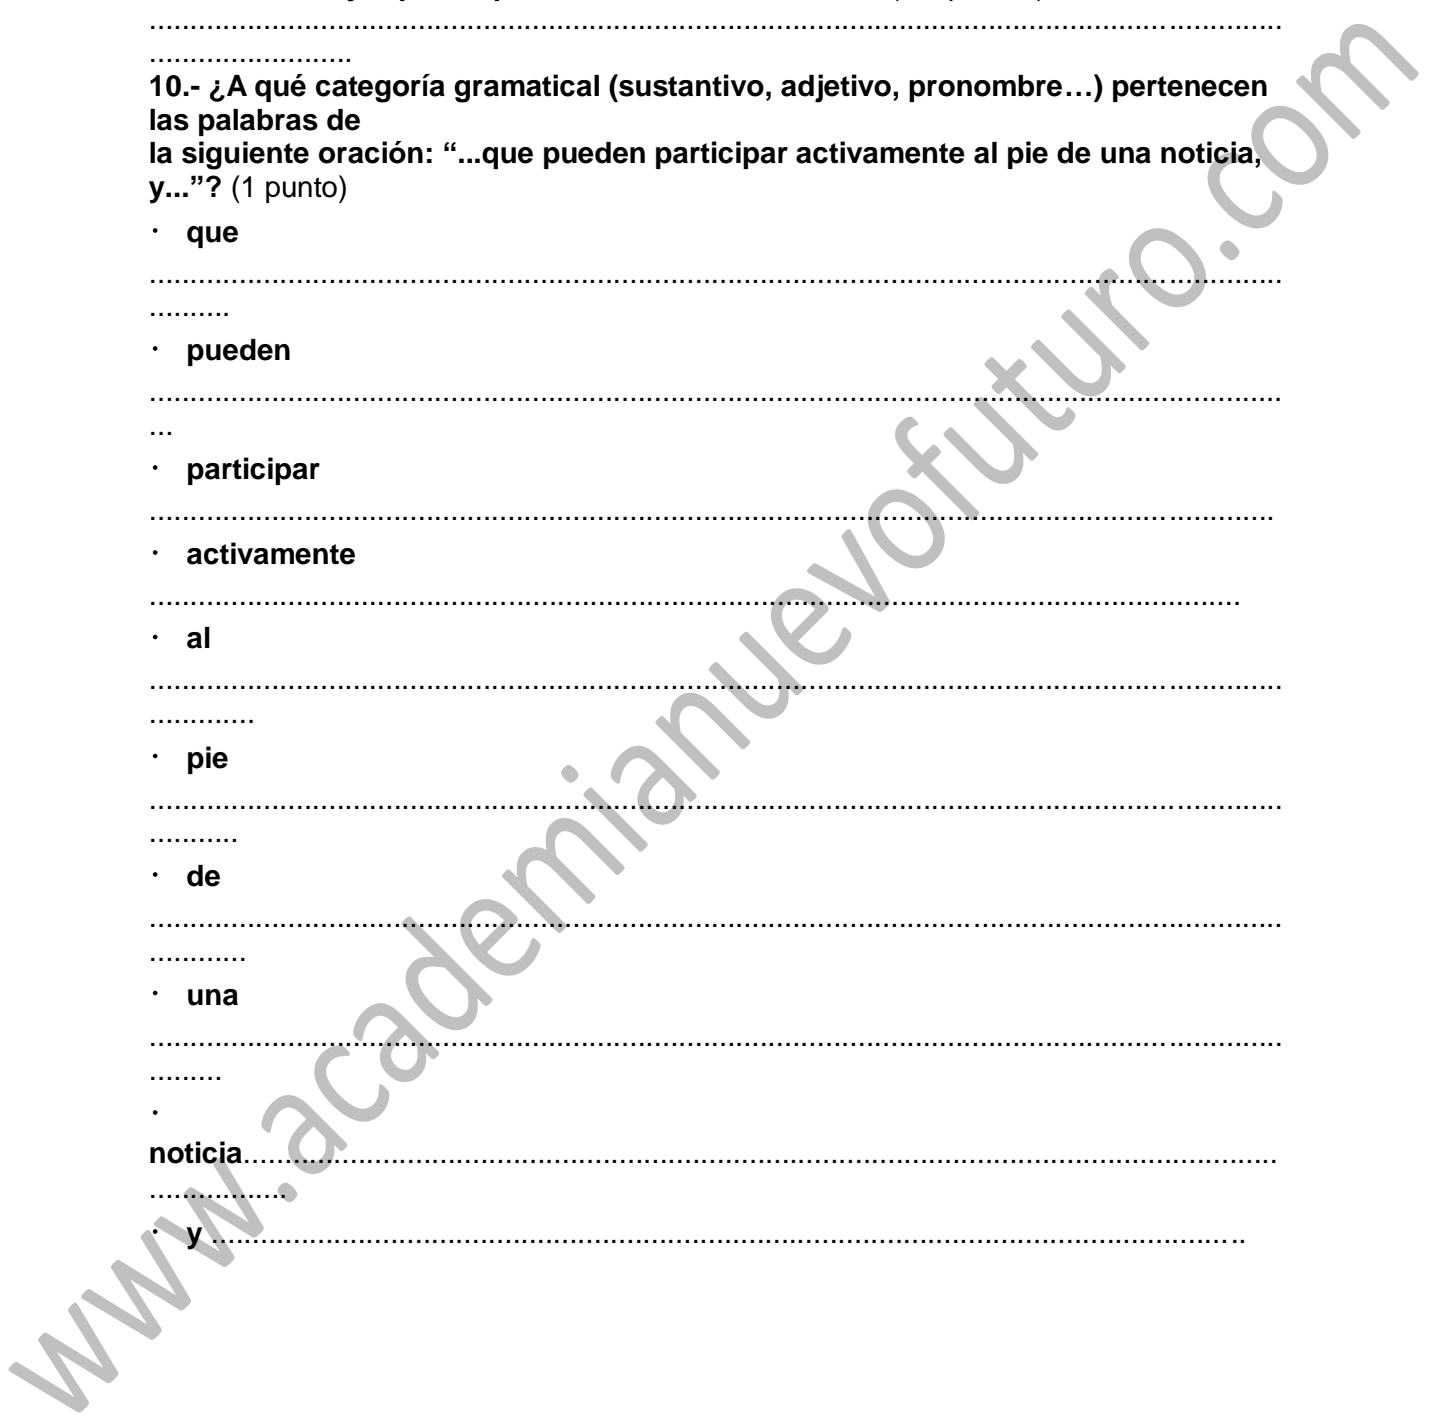 ..............................................................................................................................................
.........................
10.- ¿A qué categoría gramatical (sustantivo, adjetivo, pronombre…) pertenecen
las palabras de
la siguiente oración: “...que pueden participar activamente al pie de una noticia,
y...”? (1 punto)
· que
..............................................................................................................................................
..........
· pueden
..............................................................................................................................................
...
· participar
.............................................................................................................................................
· activamente
.........................................................................................................................................
· al
..............................................................................................................................................
.............
· pie
..............................................................................................................................................
...........
· de
..............................................................................................................................................
............
· una
..............................................................................................................................................
.........
·
noticia..................................................................................................................................
.................
· y .................................................................................................................................
www.academianuevofuturo.com